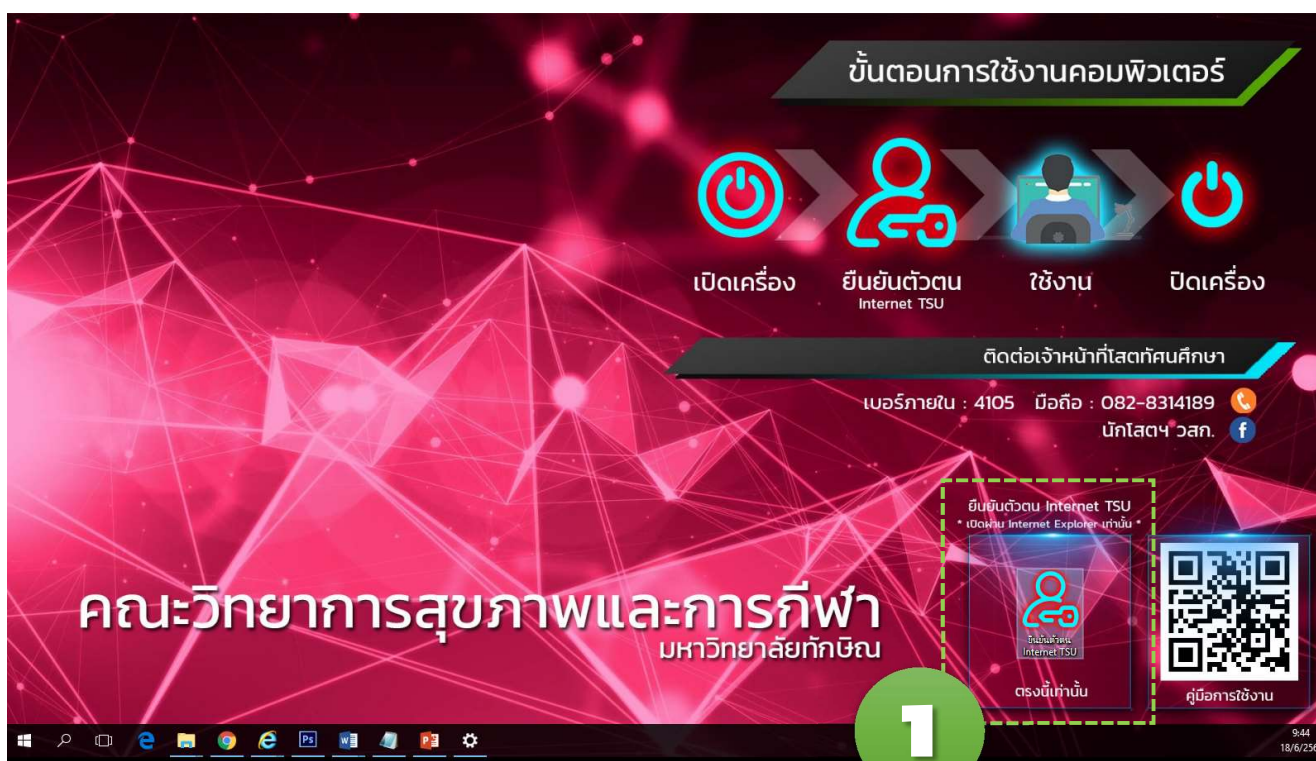 ขั้นตอนการใช้งานคอมพิวเตอร์
เปิดเครื่อง
ยืนยันตัวตน
Internet TSU
ใช้งาน
ปิดเครื่อง
ติดต่อเจ้าหน้าที่โสตทัศนศึกษา
เบอร์ภายใน : 4105 มือถือ : 082-8314189
นักโสตฯ วสก.
ยืนยันตัวตน Internet TSU
* เปิดผ่าน Internet Explorer เท่านั้น *
ยืนยันตัวตน
Internet TSU
ตรงนี้เท่านั้น
คู่มือการใช้งาน
คณะวิทยาการสุขภาพและการกีฬา
มหาวิทยาลัยทักษิณ
1
9:44
18/6/256